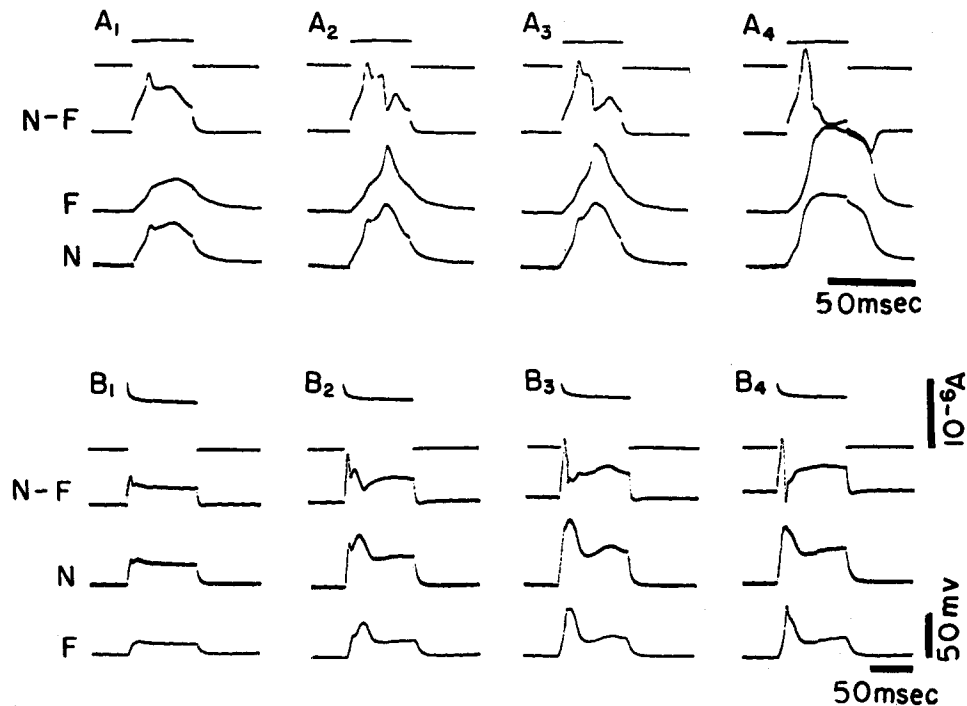 A₁ A₂ A₃ A₄
N-F
F
N
50msec
B₁ B₂ B₃ B₄
10⁻⁶A
N-F
N
F
50mv
50msec